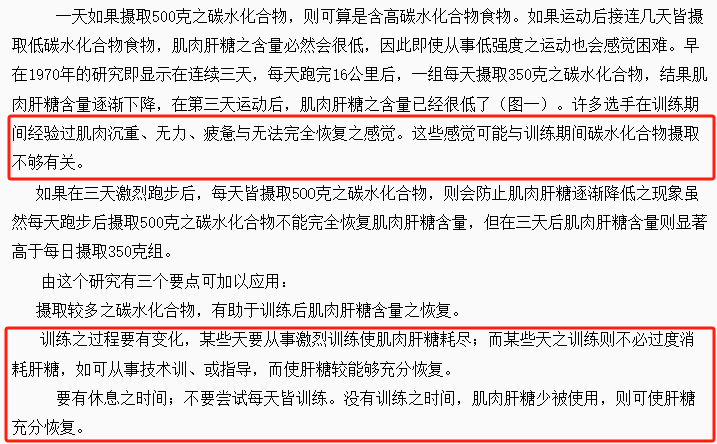 一天如果摄取500克之碳水化合物，则可算是含高碳水化合物食物。如果运动后接连几天皆摄
取低碳水化合物食物，肌肉肝糖之含量必然会很低，因此即使从事低强度之运动也会感觉困难。早
在1970年的研究即显示在连续三天，每天跑完16公里后，一组每天摄取350克之碳水化合物，结果肌
肉肝糖含量逐渐下降，在第三天运动后，肌肉肝糖之含量已经很低了（图一）。许多选手在训练期
间经验过肌肉沉重、无力、疲惫与无法完全恢复之感觉。这些感觉可能与训练期间碳水化合物摄取
不够有关。
如果在三天激烈跑步后，每天皆摄取500克之碳水化合物，则会防止肌肉肝糖逐渐降低之现象虽
然每天跑步后摄取500克之碳水化合物不能完全恢复肌肉肝糖含量，但在三天后肌肉肝糖含量则显著
高于每日摄取350克组。
由这个研究有三个要点可加以应用：
摄取较多之碳水化合物，有助于训练后肌肉肝糖含量之恢复。
训练之过程要有变化，某些天要从事激烈训练使肌肉肝糖耗尽；而某些天之训练则不必过度消
耗肝糖，如可从事技术训、或指导，而使肝糖较能够充分恢复。
要有休息之时间；不要尝试每天皆训练。没有训练之时间，肌肉肝糖少被使用，则可使肝糖
充分恢复。